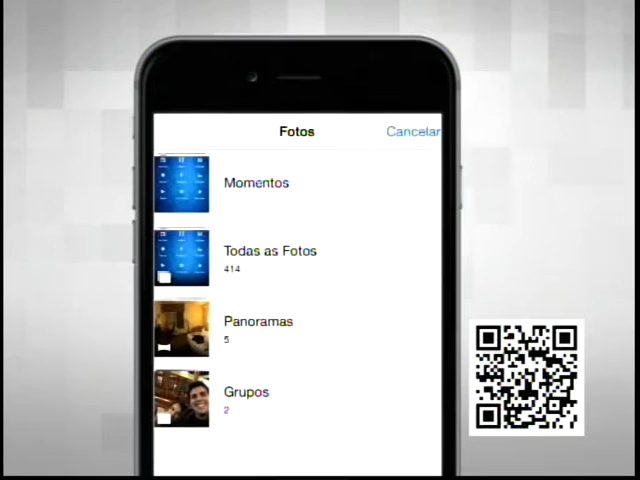 Fotos
Cancelar
Momentos
Todas as Fotos
414
Panoramas
5
Grupos
2